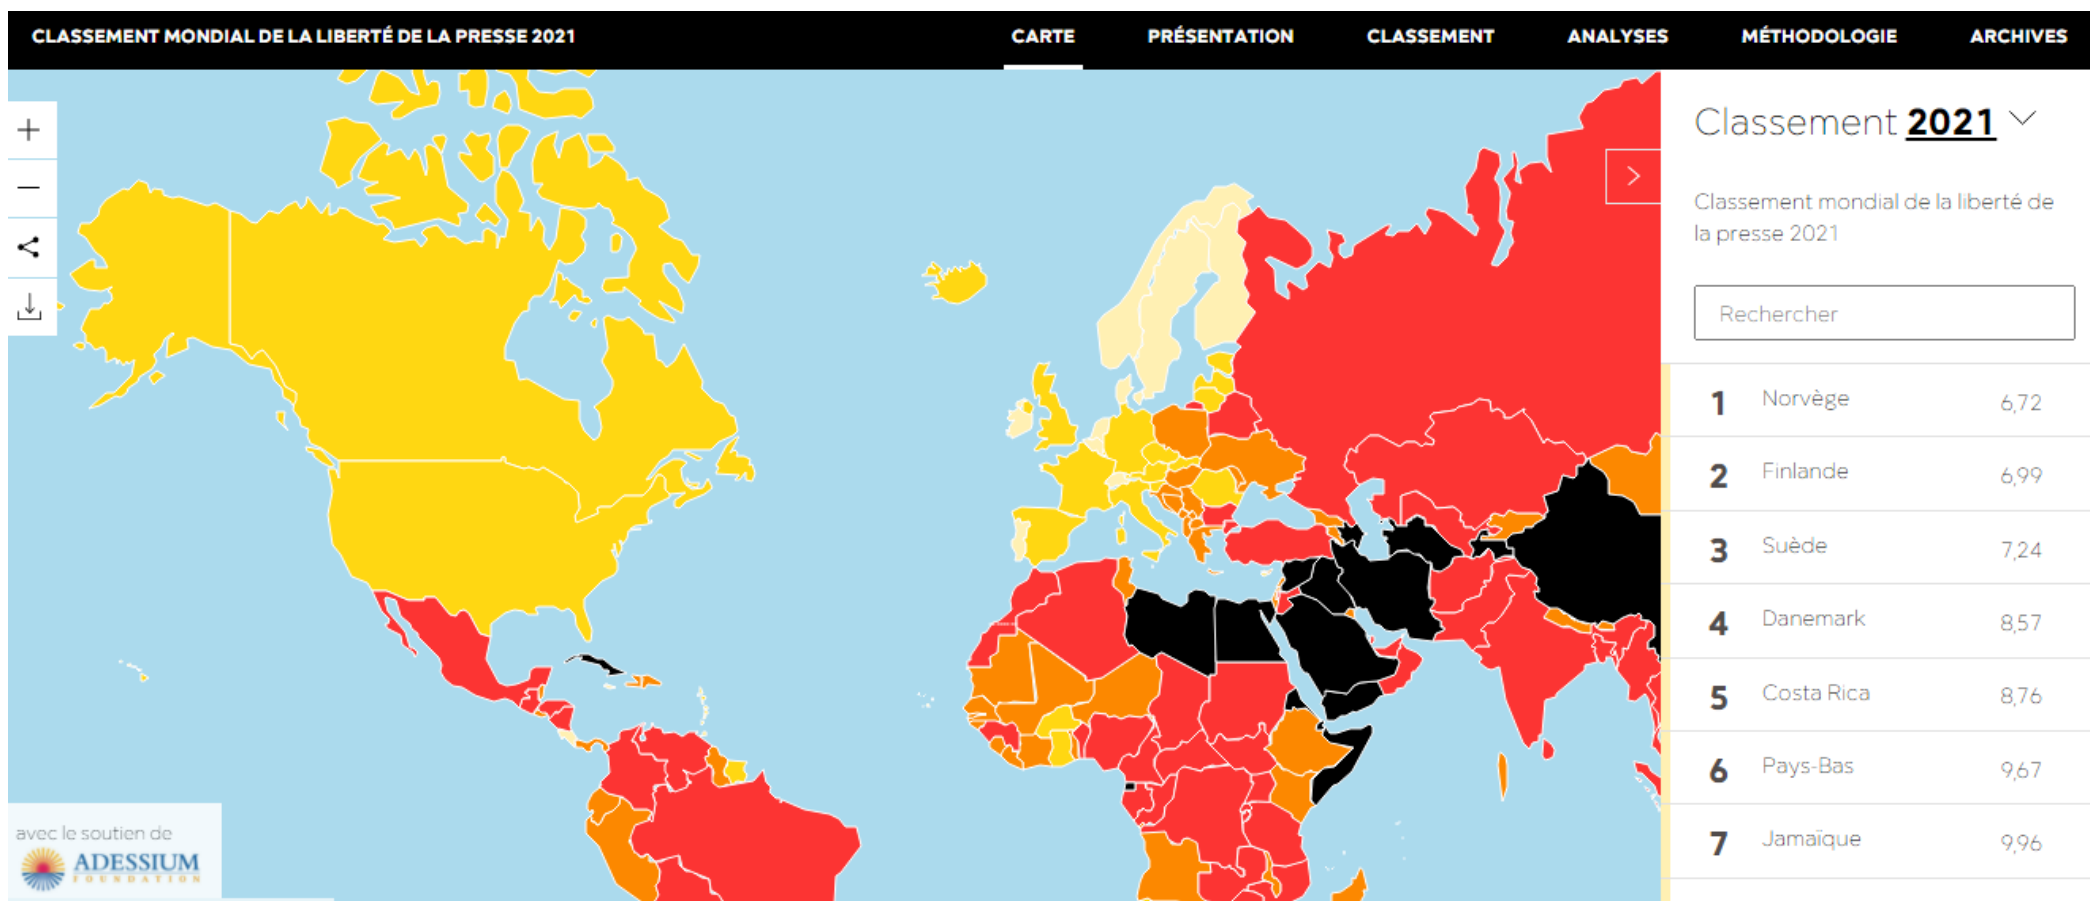 CLASSEMENT MONDIAL DE LA LIBERTÉ DE LA PRESSE 2021
CARTE
PRÉSENTATION
CLASSEMENT
ANALYSES
MÉTHODOLOGIE
ARCHIVES
Classement 2021
Classement mondial de la liberté de
la presse 2021
Rechercher
1 Norvège 6,72
2 Finlande 6,99
3 Suède 7,24
4 Danemark 8,57
5 Costa Rica 8,76
6 Pays-Bas 9,67
7 Jamaïque 9,96
avec le soutien de
ADESSIUM
FOUNDATION